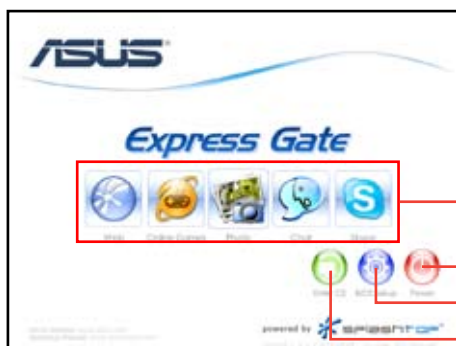 ASUS
Express Gate
Web Online Games Photo Chat Skype
Enter OS BIOS Setup Power
powered by splashtop